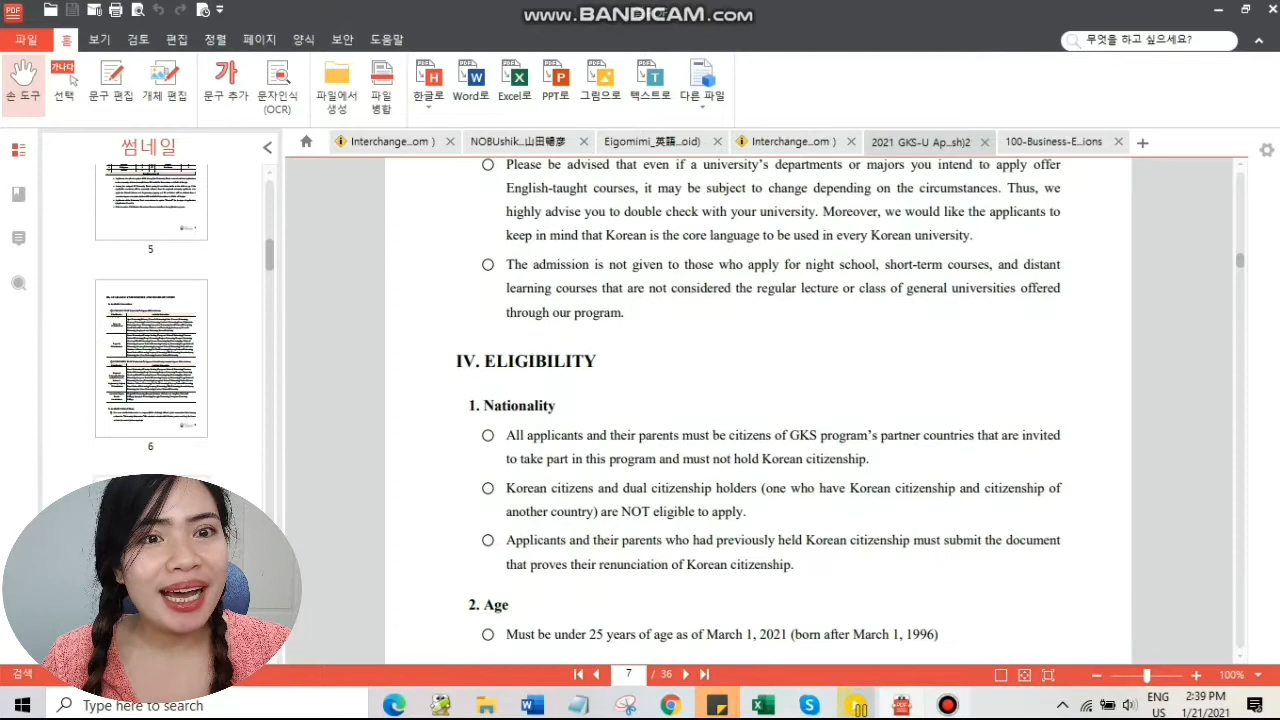 www.BANDICAM.com
PDF
파일 홈 보기 검토 편집 정렬 페이지 양식 보안 도움말
무엇을 하고 싶으세요?
손 도구
가나다
선택
문구 편집
개체 편집
가
문구 추가
문자인식
(OCR)
파일에서
생성
파일
병합
한글로
Word로
Excel로
PPT로
그림으로
텍스트로
다른 파일
Interchange...om )
NOBUshik...山田暢彦
Eigomimi_英語...oid)
Interchange...om )
2021 GKS-U Ap...sh)2
100-Business-E...ions
썸네일
5
6
Please be advised that even if a university's departments or majors you intend to apply offer
English-taught courses, it may be subject to change depending on the circumstances. Thus, we
highly advise you to double check with your university. Moreover, we would like the applicants to
keep in mind that Korean is the core language to be used in every Korean university.
The admission is not given to those who apply for night school, short-term courses, and distant
learning courses that are not considered the regular lecture or class of general universities offered
through our program.
IV. ELIGIBILITY
1. Nationality
All applicants and their parents must be citizens of GKS program's partner countries that are invited
to take part in this program and must not hold Korean citizenship.
Korean citizens and dual citizenship holders (one who have Korean citizenship and citizenship of
another country) are NOT eligible to apply.
Applicants and their parents who had previously held Korean citizenship must submit the document
that proves their renunciation of Korean citizenship.
2. Age
Must be under 25 years of age as of March 1, 2021 (born after March 1, 1996)
검색
7 / 36
100%
Type here to search
ENG
US
2:39 PM
1/21/2021